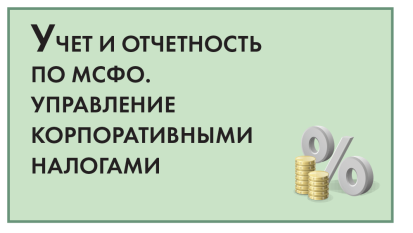 Учет и отчетность
по МСФО.
Управление
корпоративными
налогами
%